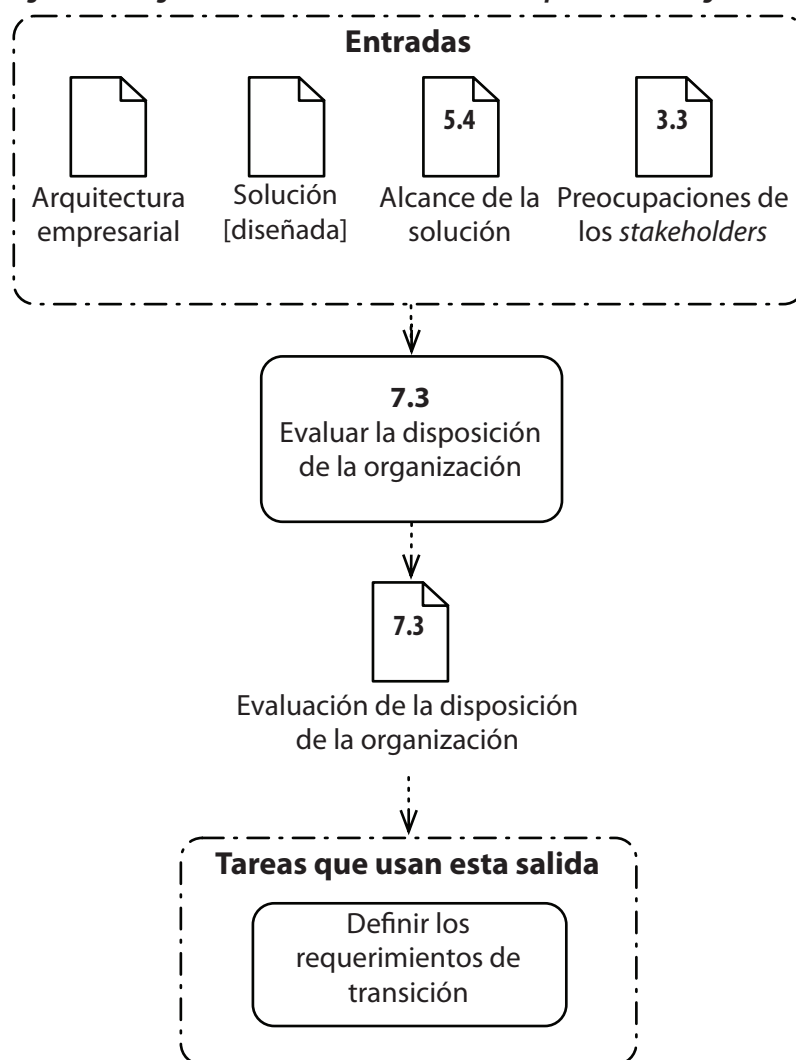 Entradas
5.4
3.3
Arquitectura
empresarial
Solución
[diseñada]
Alcance de la
solución
Preocupaciones de
los stakeholders
7.3
Evaluar la disposición
de la organización
7.3
Evaluación de la disposición
de la organización
Tareas que usan esta salida
Definir los
requerimientos de
transición